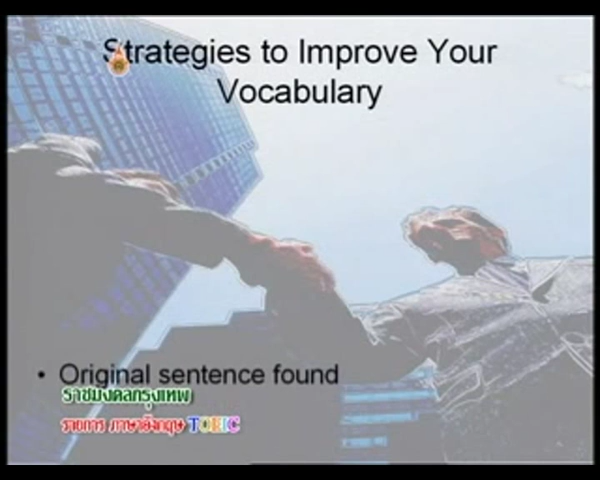 Strategies to Improve Your
Vocabulary
• Original sentence found
ราชมงคลกรุงเทพ
รายการ ภาษาอังกฤษ TOEIC